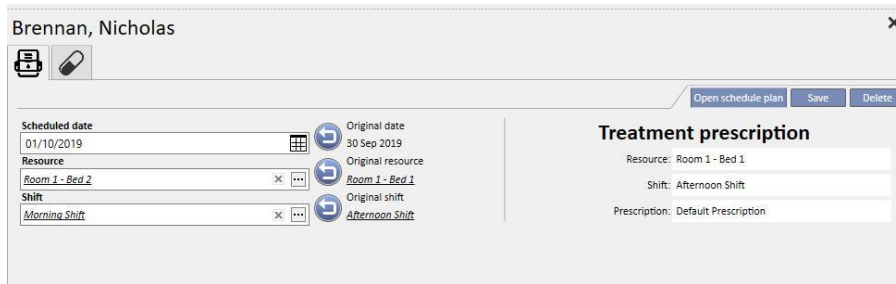 Brennan, Nicholas
Open schedule plan
Save
Delete
Scheduled date
01/10/2019
Original date
30 Sep 2019
Resource
Room 1 - Bed 2
Original resource
Room 1 - Bed 1
Shift
Morning Shift
Original shift
Afternoon Shift
Treatment prescription
Resource: Room 1 - Bed 1
Shift: Afternoon Shift
Prescription: Default Prescription